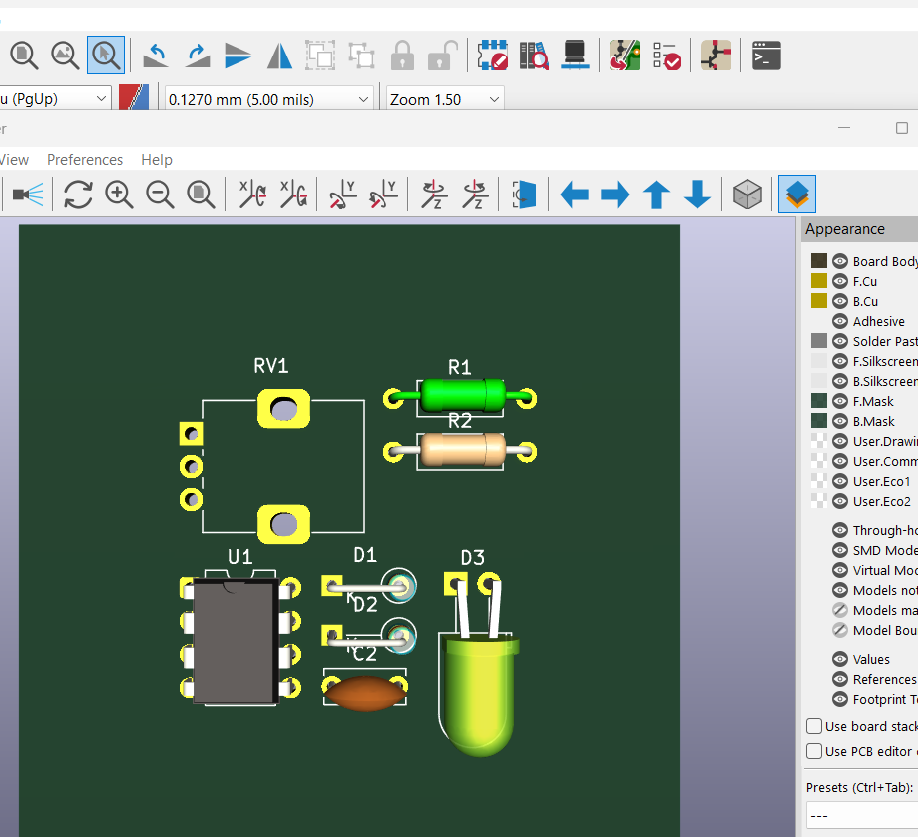 u (PgUp)
0.1270 mm (5.00 mils)
Zoom 1.50
er
View Preferences Help
X X Y Y Z Z
Appearance
Board Body
F.Cu
B.Cu
Adhesive
Solder Past
F.Silkscreen
B.Silkscreen
F.Mask
B.Mask
User.Drawi
User.Comm
User.Eco1
User.Eco2
Through-ho
SMD Mode
Virtual Mod
Models not
Models ma
Model Bou
Values
References
Footprint Te
Use board stack
Use PCB editor c
Presets (Ctrl+Tab):
---
RV1
R1
R2
U1
D1
K
D2
K
C2
D3